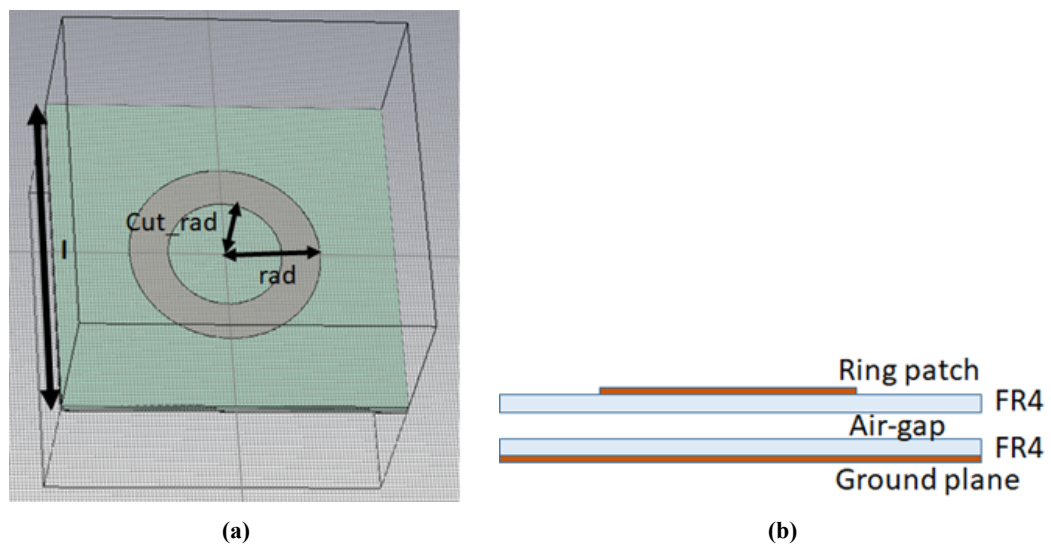 Cut_rad
l
rad
Ring patch
FR4
Air-gap
FR4
Ground plane
(a)
(b)